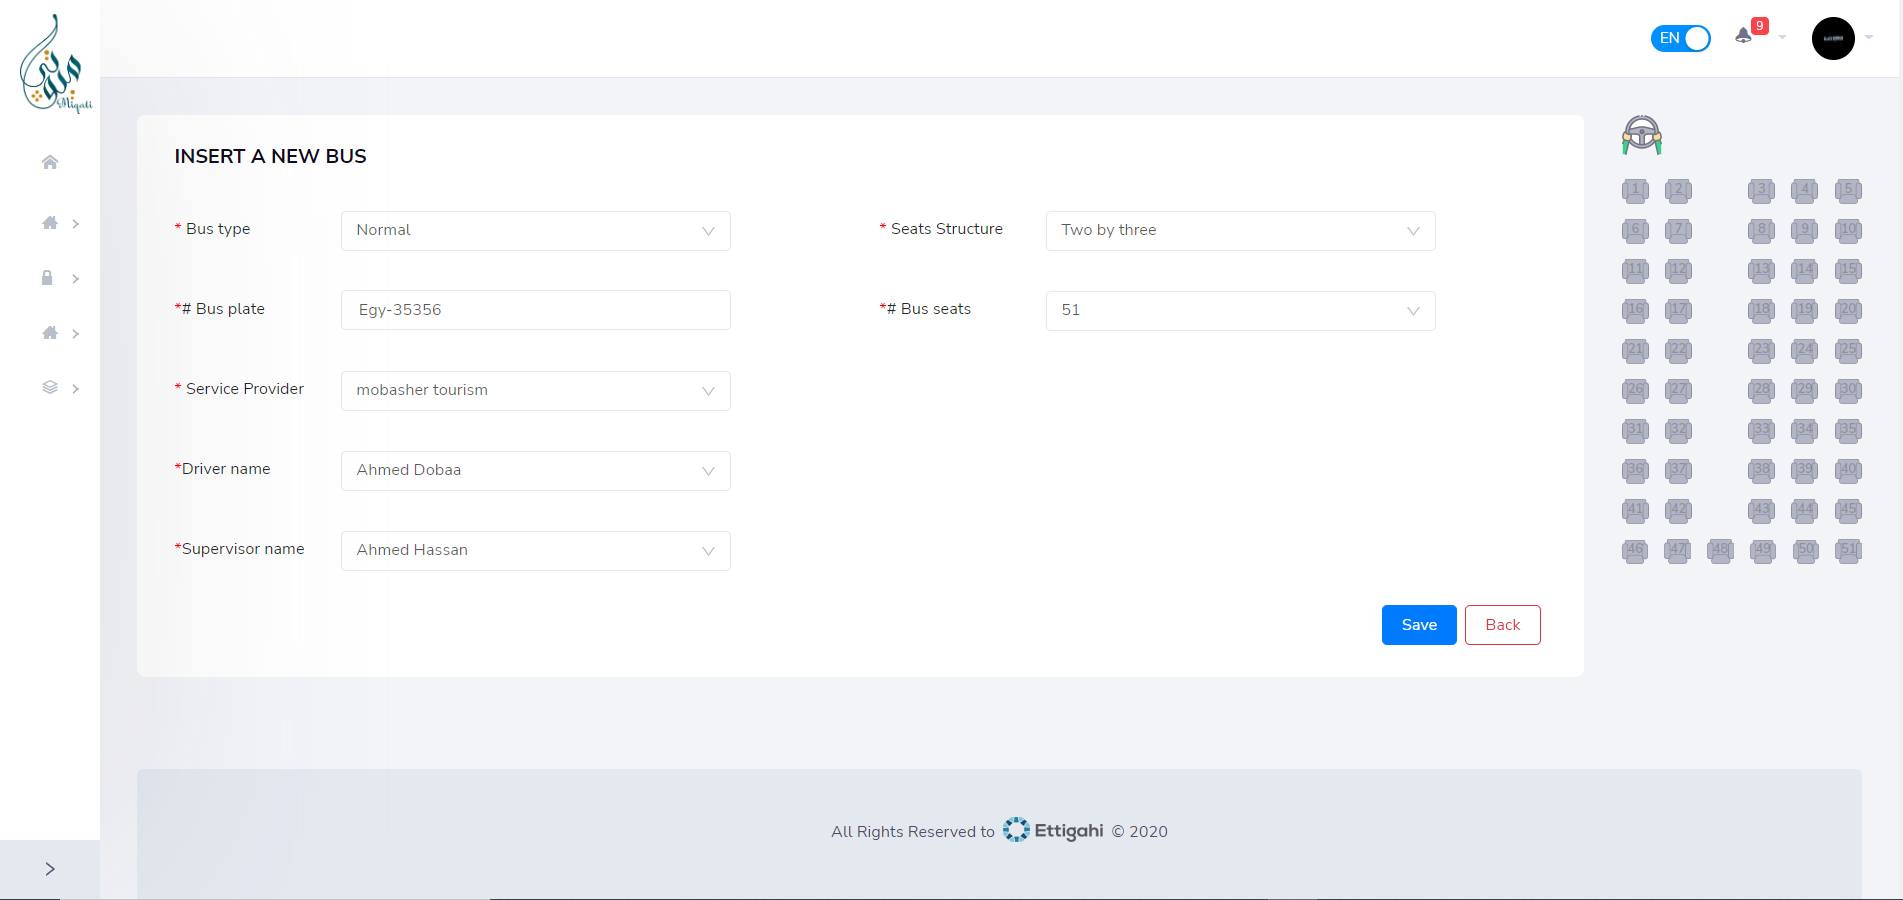 Miqati
EN
9
INSERT A NEW BUS
* Bus type
Normal
* Seats Structure
Two by three
*# Bus plate
Egy-35356
*# Bus seats
51
* Service Provider
mobasher tourism
*Driver name
Ahmed Dobaa
*Supervisor name
Ahmed Hassan
Save
Back
1 2 3 4 5
6 7 8 9 10
11 12 13 14 15
16 17 18 19 20
21 22 23 24 25
26 27 28 29 30
31 32 33 34 35
36 37 38 39 40
41 42 43 44 45
46 47 48 49 50 51
All Rights Reserved to Ettigahi © 2020